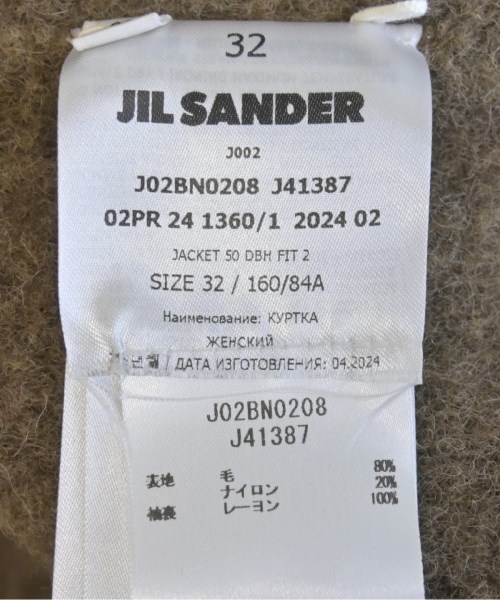 32
JIL SANDER
J002
J02BN0208 J41387
02PR 24 1360/1 2024 02
JACKET 50 DBH FIT 2
SIZE 32 / 160/84A
Наименование: КУРТКА
ЖЕНСКИЙ
/ ДАТА ИЗГОТОВЛЕНИЯ: 04.2024
J02BN0208
J41387
表地 毛 80%
ナイロン 20%
袖裏 レーヨン 100%